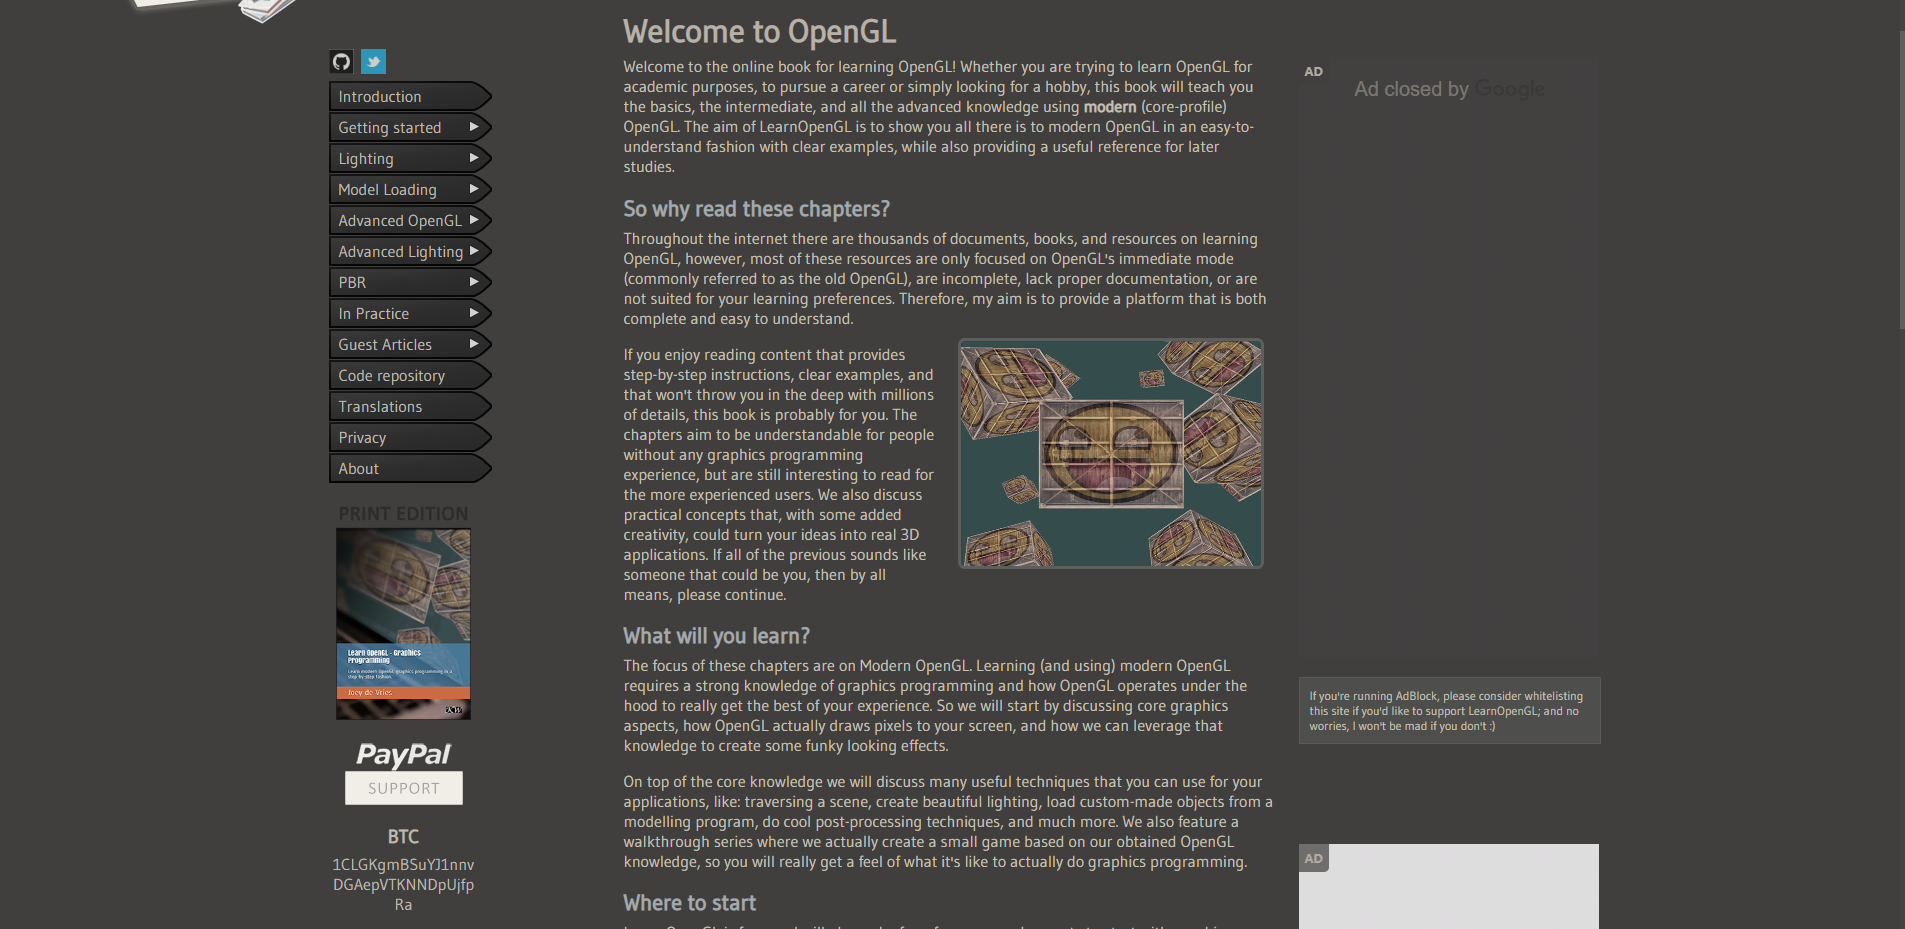 Introduction
Getting started
Lighting
Model Loading
Advanced OpenGL
Advanced Lighting
PBR
In Practice
Guest Articles
Code repository
Translations
Privacy
About
PRINT EDITION
Learn OpenGL - Graphics
Programming
Learn modern OpenGL graphics programming in a
step-by-step fashion.
Joey de Vries
PayPal
SUPPORT
BTC
1CLGKgmBSuYJ1nnv
DGAepVTKNNDpUjfp
Ra
Welcome to OpenGL
Welcome to the online book for learning OpenGL! Whether you are trying to learn OpenGL for
academic purposes, to pursue a career or simply looking for a hobby, this book will teach you
the basics, the intermediate, and all the advanced knowledge using modern (core-profile)
OpenGL. The aim of LearnOpenGL is to show you all there is to modern OpenGL in an easy-to-
understand fashion with clear examples, while also providing a useful reference for later
studies.
So why read these chapters?
Throughout the internet there are thousands of documents, books, and resources on learning
OpenGL, however, most of these resources are only focused on OpenGL's immediate mode
(commonly referred to as the old OpenGL), are incomplete, lack proper documentation, or are
not suited for your learning preferences. Therefore, my aim is to provide a platform that is both
complete and easy to understand.
If you enjoy reading content that provides
step-by-step instructions, clear examples, and
that won't throw you in the deep with millions
of details, this book is probably for you. The
chapters aim to be understandable for people
without any graphics programming
experience, but are still interesting to read for
the more experienced users. We also discuss
practical concepts that, with some added
creativity, could turn your ideas into real 3D
applications. If all of the previous sounds like
someone that could be you, then by all
means, please continue.
What will you learn?
The focus of these chapters are on Modern OpenGL. Learning (and using) modern OpenGL
requires a strong knowledge of graphics programming and how OpenGL operates under the
hood to really get the best of your experience. So we will start by discussing core graphics
aspects, how OpenGL actually draws pixels to your screen, and how we can leverage that
knowledge to create some funky looking effects.
On top of the core knowledge we will discuss many useful techniques that you can use for your
applications, like: traversing a scene, create beautiful lighting, load custom-made objects from a
modelling program, do cool post-processing techniques, and much more. We also feature a
walkthrough series where we actually create a small game based on our obtained OpenGL
knowledge, so you will really get a feel of what it's like to actually do graphics programming.
Where to start
AD
Ad closed by Google
If you're running AdBlock, please consider whitelisting
this site if you'd like to support LearnOpenGL; and no
worries, I won't be mad if you don't :)
AD